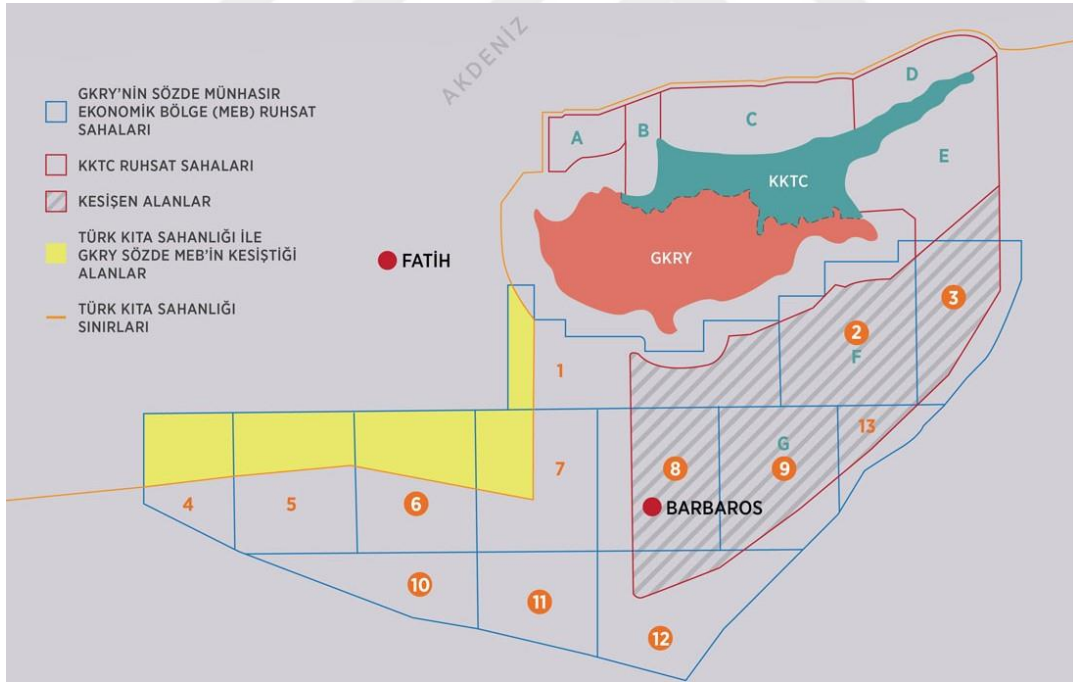 AKDENİZ
GKRY'NİN SÖZDE MÜNHASIR
EKONOMİK BÖLGE (MEB) RUHSAT
SAHALARI
KKTC RUHSAT SAHALARI
KESİŞEN ALANLAR
TÜRK KITA SAHANLIĞI İLE
GKRY SÖZDE MEB'İN KESİŞTİĞİ
ALANLAR
TÜRK KITA SAHANLIĞI
SINIRLARI
A
B
C
D
E
KKTC
GKRY
FATİH
3
2
F
1
13
G
7
8
9
BARBAROS
4
5
6
10
11
12